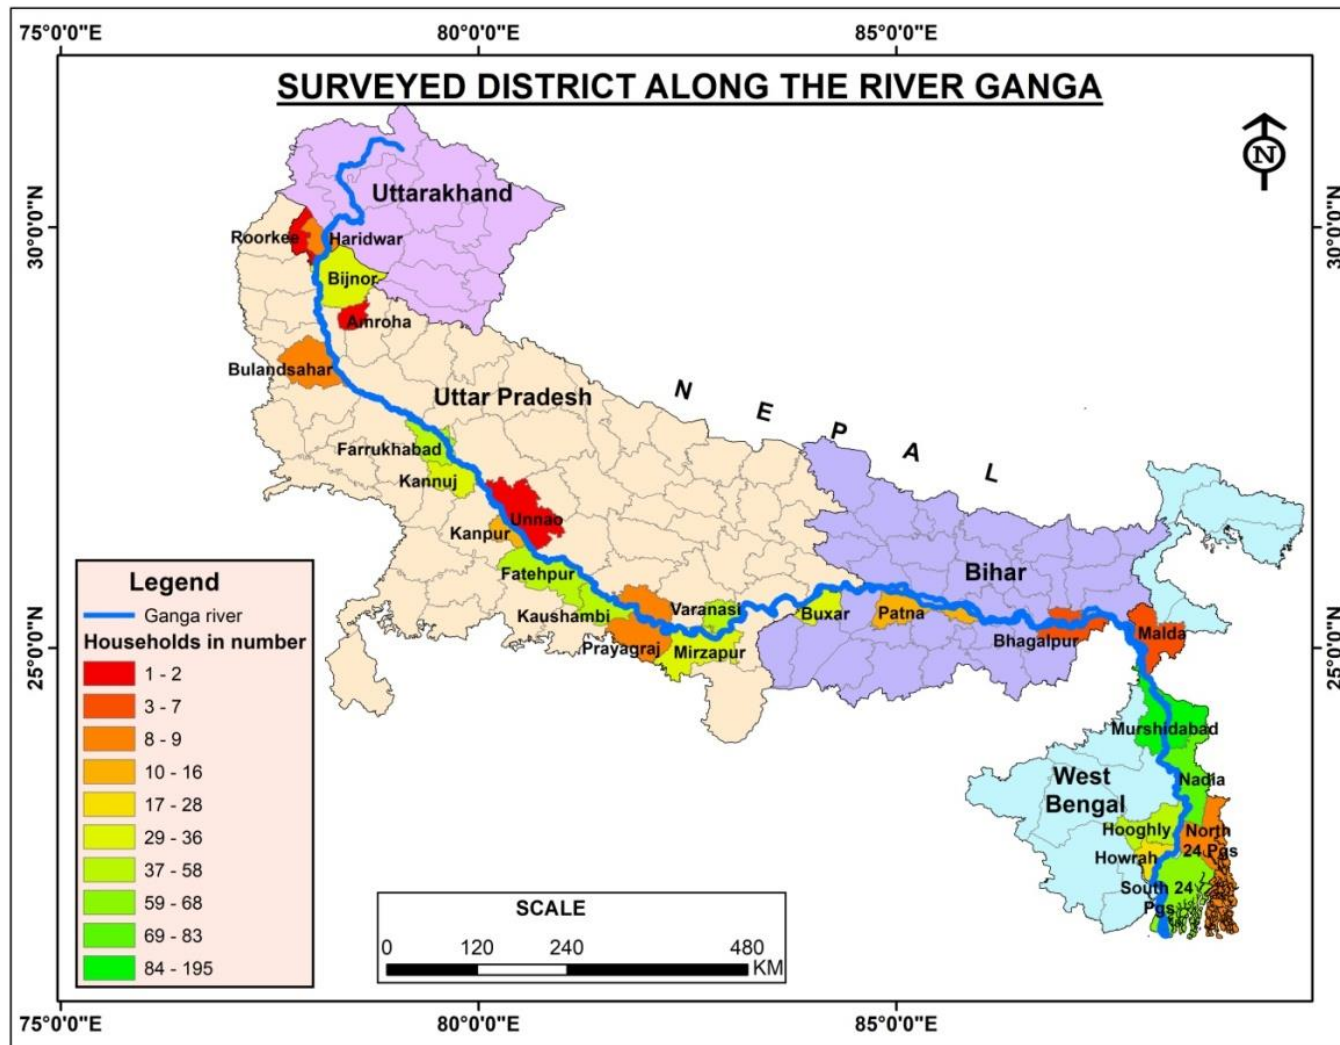 75°0'0"E 80°0'0"E 85°0'0"E
SURVEYED DISTRICT ALONG THE RIVER GANGA
N
30°0'0"N
30°0'0"N
Uttarakhand
Roorkee
Haridwar
Bijnor
Amroha
Bulandsahar
Uttar Pradesh
N E P A L
Farrukhabad
Kannuj
Unnao
Kanpur
Fatehpur
Kaushambi
Prayagraj
Varanasi
Mirzapur
Buxar
Bihar
Patna
Bhagalpur
Malda
25°0'0"N
25°0'0"N
Murshidabad
Nadia
West
Bengal
Hooghly
North
24 Pgs
Howrah
South 24
Pgs
Legend
Ganga river
Households in number
1 - 2
3 - 7
8 - 9
10 - 16
17 - 28
29 - 36
37 - 58
59 - 68
69 - 83
84 - 195
SCALE
0 120 240 480
KM
75°0'0"E 80°0'0"E 85°0'0"E